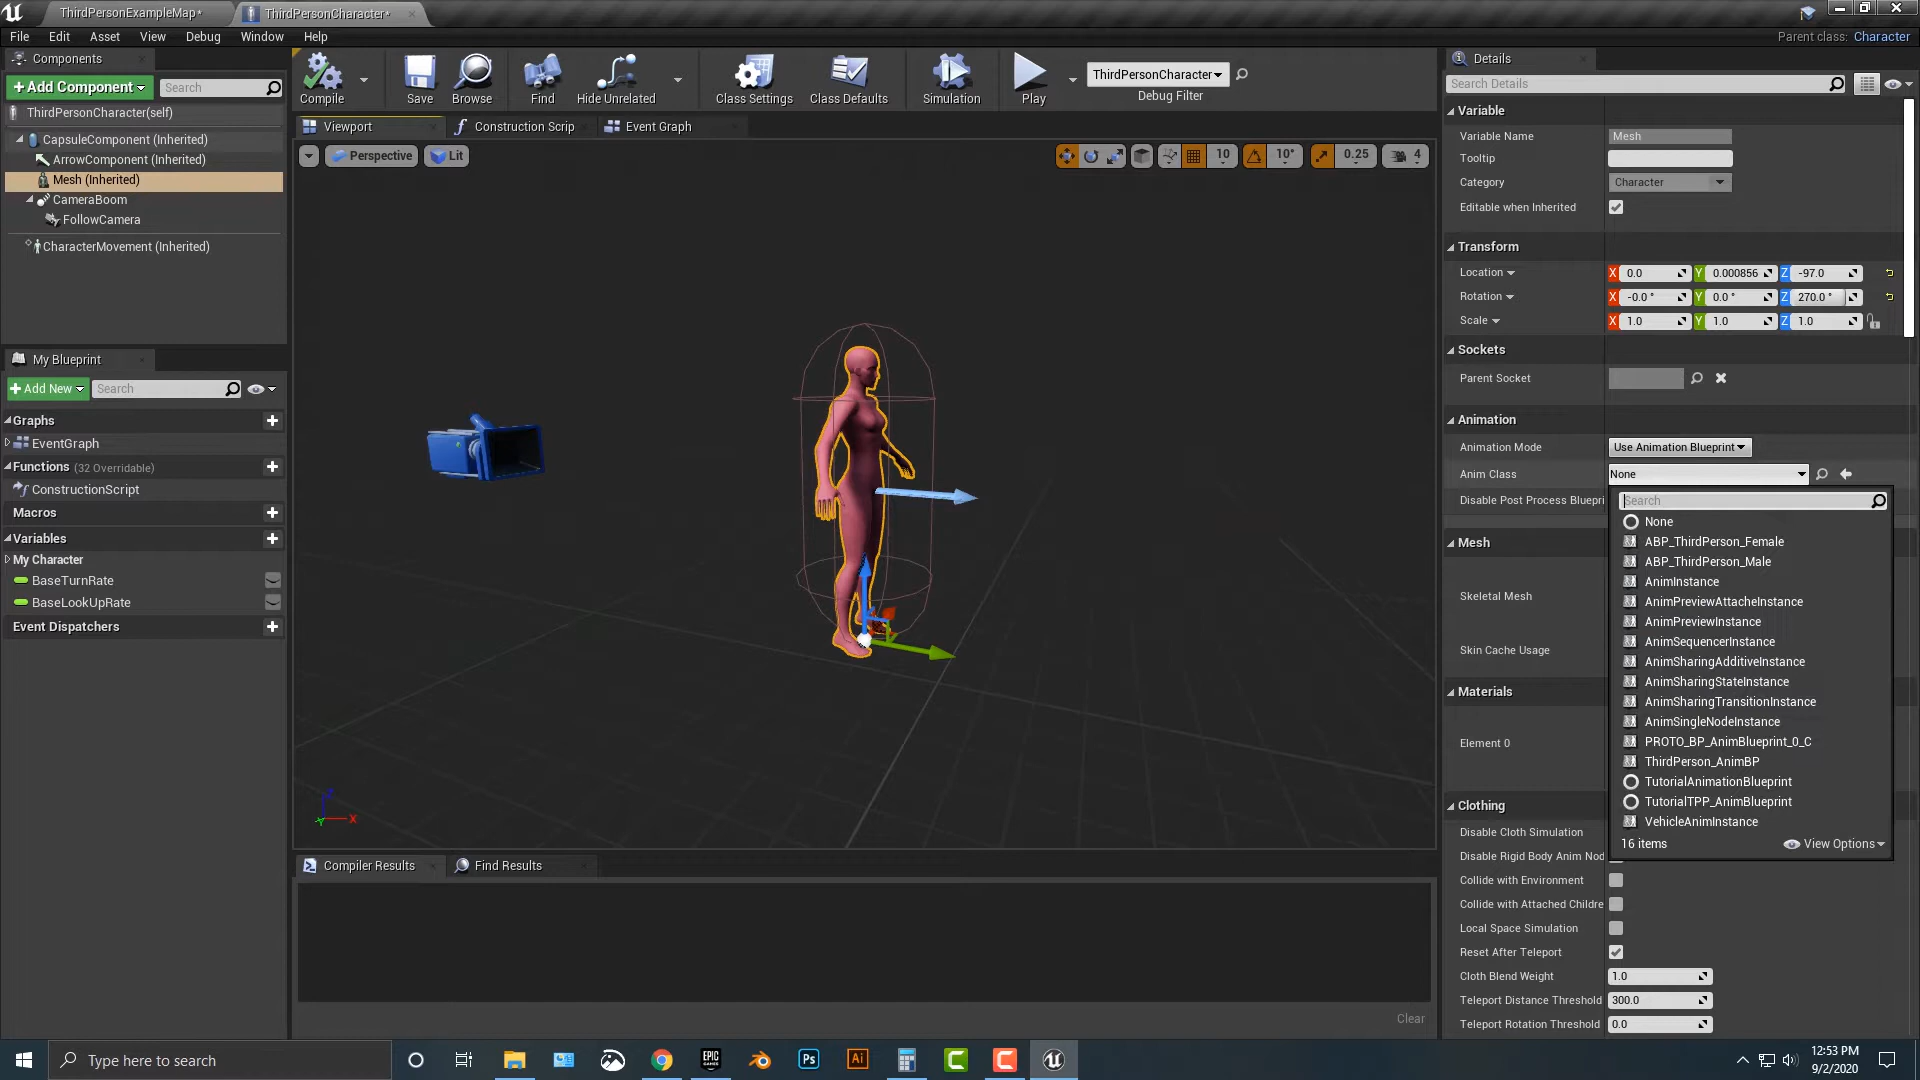 ThirdPersonExampleMap*
ThirdPersonCharacter*
File Edit Asset View Debug Window Help
Parent class: Character
Components
+ Add Component
Search
ThirdPersonCharacter(self)
CapsuleComponent (Inherited)
ArrowComponent (Inherited)
Mesh (Inherited)
CameraBoom
FollowCamera
CharacterMovement (Inherited)
My Blueprint
+ Add New
Search
Graphs
EventGraph
Functions (32 Overridable)
ConstructionScript
Macros
Variables
My Character
BaseTurnRate
BaseLookUpRate
Event Dispatchers
Compile
Save
Browse
Find
Hide Unrelated
Class Settings
Class Defaults
Simulation
Play
ThirdPersonCharacter
Debug Filter
Viewport
Construction Scrip
Event Graph
Perspective
Lit
10
10°
0.25
4
Z
X
Y
Compiler Results
Find Results
Clear
Details
Search Details
Variable
Variable Name Mesh
Tooltip
Category Character
Editable when Inherited
Transform
Location X 0.0 Y 0.000856 Z -97.0
Rotation X -0.0 ° Y 0.0 ° Z 270.0 °
Scale X 1.0 Y 1.0 Z 1.0
Sockets
Parent Socket
Animation
Animation Mode Use Animation Blueprint
Anim Class None
Disable Post Process Bluepri
Search
None
ABP_ThirdPerson_Female
ABP_ThirdPerson_Male
AnimInstance
AnimPreviewAttacheInstance
AnimPreviewInstance
AnimSequencerInstance
AnimSharingAdditiveInstance
AnimSharingStateInstance
AnimSharingTransitionInstance
AnimSingleNodeInstance
PROTO_BP_AnimBlueprint_0_C
ThirdPerson_AnimBP
TutorialAnimationBlueprint
TutorialTPP_AnimBlueprint
VehicleAnimInstance
16 items
View Options
Mesh
Skeletal Mesh
Skin Cache Usage
Materials
Element 0
Clothing
Disable Cloth Simulation
Disable Rigid Body Anim Nod
Collide with Environment
Collide with Attached Childre
Local Space Simulation
Reset After Teleport
Cloth Blend Weight 1.0
Teleport Distance Threshold 300.0
Teleport Rotation Threshold 0.0
Type here to search
EPIC GAMES
Ps
Ai
12:53 PM
9/2/2020